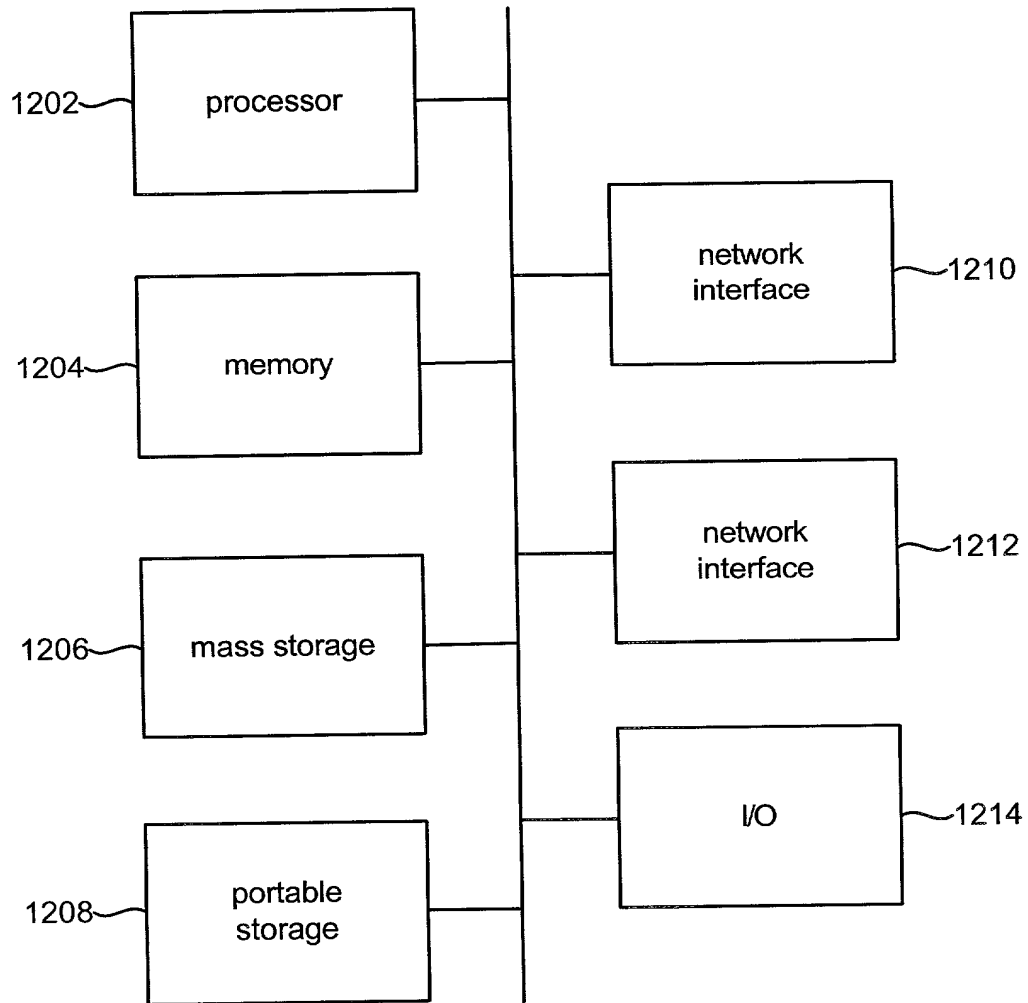 1202
processor
network
interface
1210
1204
memory
network
interface
1212
1206
mass storage
I/O
1214
1208
portable
storage